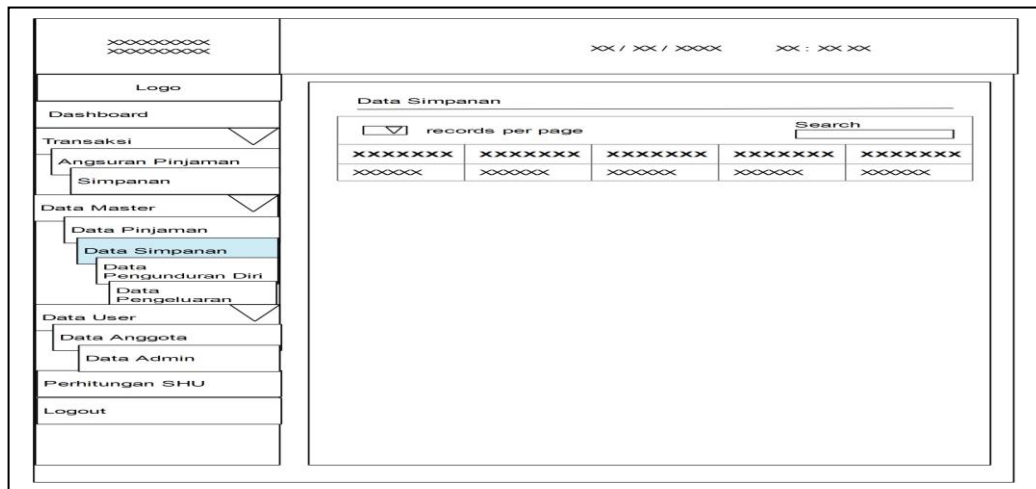 xxxxxxxxxx
xxxxxxxxxx
xx / xx / xxxx xx : xx xx
Logo
Dashboard
Transaksi
Angsuran Pinjaman
Simpanan
Data Master
Data Pinjaman
Data Simpanan
Data
Pengunduran Diri
Data
Pengeluaran
Data User
Data Anggota
Data Admin
Perhitungan SHU
Logout
Data Simpanan
records per page
Search
xxxxxxx xxxxxxx xxxxxxx xxxxxxx xxxxxxx
xxxxxx xxxxxx xxxxxx xxxxxx xxxxxx